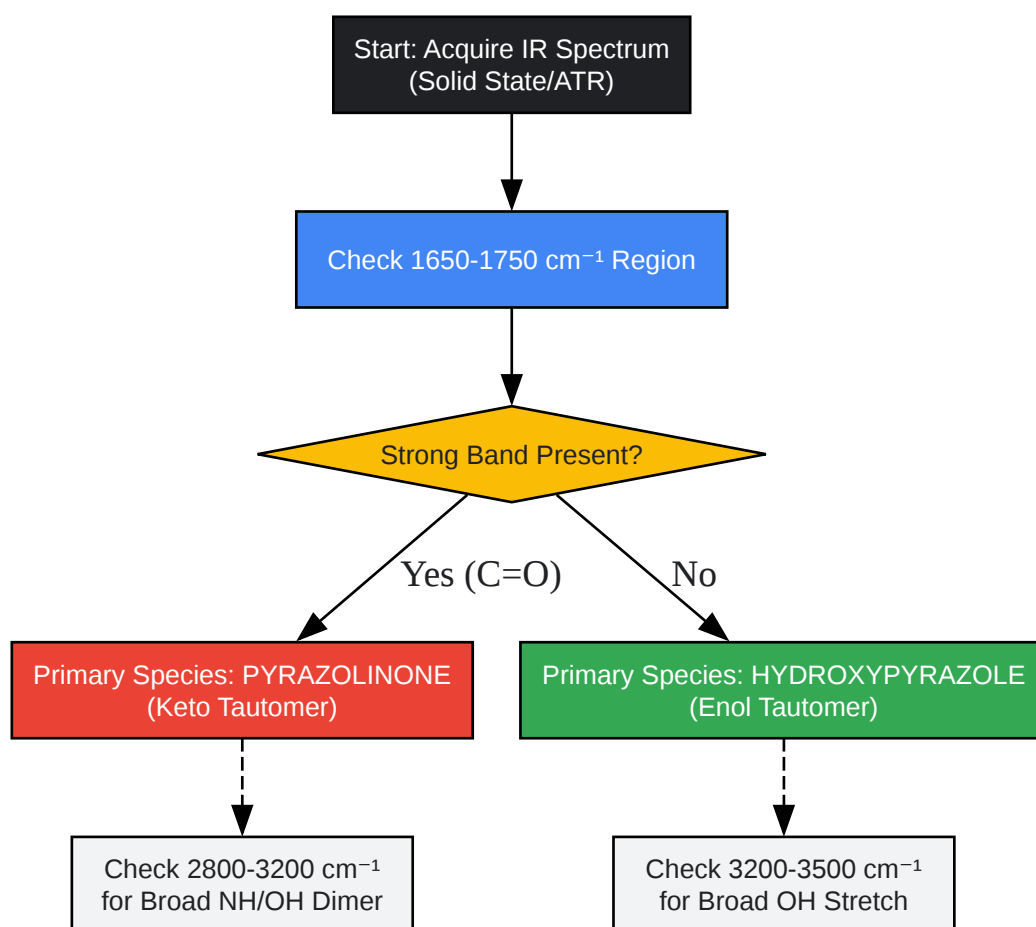 Start: Acquire IR Spectrum
(Solid State/ATR)
Check 1650-1750 cm⁻¹ Region
Strong Band Present?
Yes (C=O)
No
Primary Species: PYRAZOLINONE
(Keto Tautomer)
Primary Species: HYDROXYPYRAZOLE
(Enol Tautomer)
Check 2800-3200 cm⁻¹
for Broad NH/OH Dimer
Check 3200-3500 cm⁻¹
for Broad OH Stretch